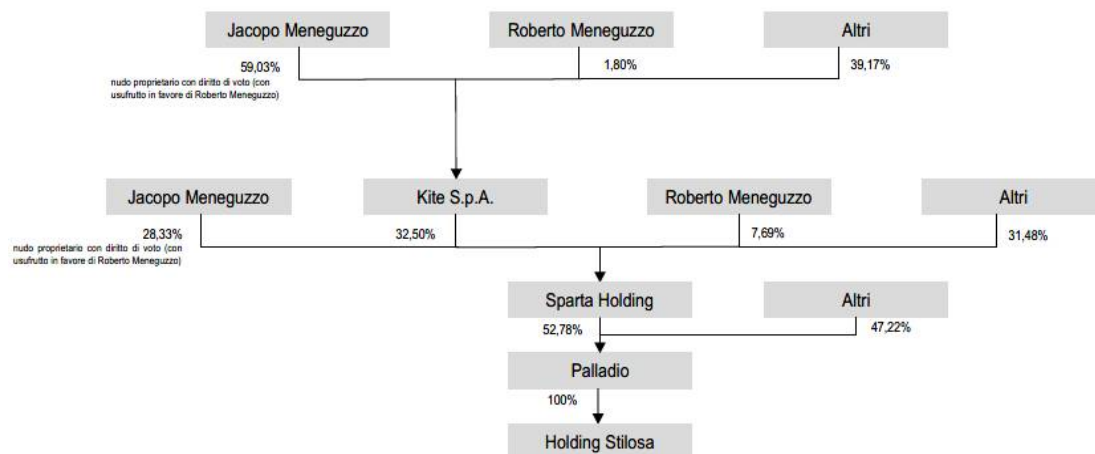 Jacopo Meneguzzo
Roberto Meneguzzo
Altri
59,03%
1,80%
39,17%
nudo proprietario con diritto di voto (con
usufrutto in favore di Roberto Meneguzzo)
Jacopo Meneguzzo
Kite S.p.A.
Roberto Meneguzzo
Altri
28,33%
32,50%
7,69%
31,48%
nudo proprietario con diritto di voto (con
usufrutto in favore di Roberto Meneguzzo)
Sparta Holding
Altri
52,78%
47,22%
Palladio
100%
Holding Stilosa